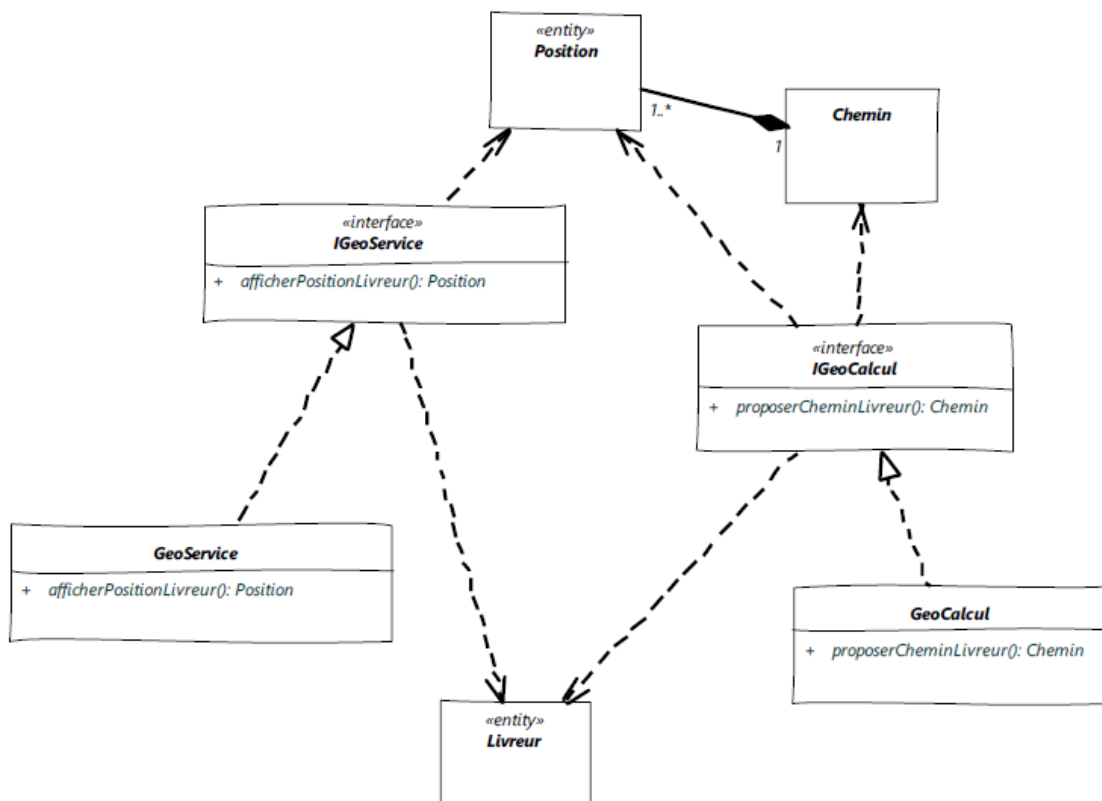 «entity»
Position
1..*
Chemin
1
«interface»
IGeoService
+ afficherPositionLivreur(): Position
«interface»
IGeoCalcul
+ proposerCheminLivreur(): Chemin
GeoService
+ afficherPositionLivreur(): Position
GeoCalcul
+ proposerCheminLivreur(): Chemin
«entity»
Livreur